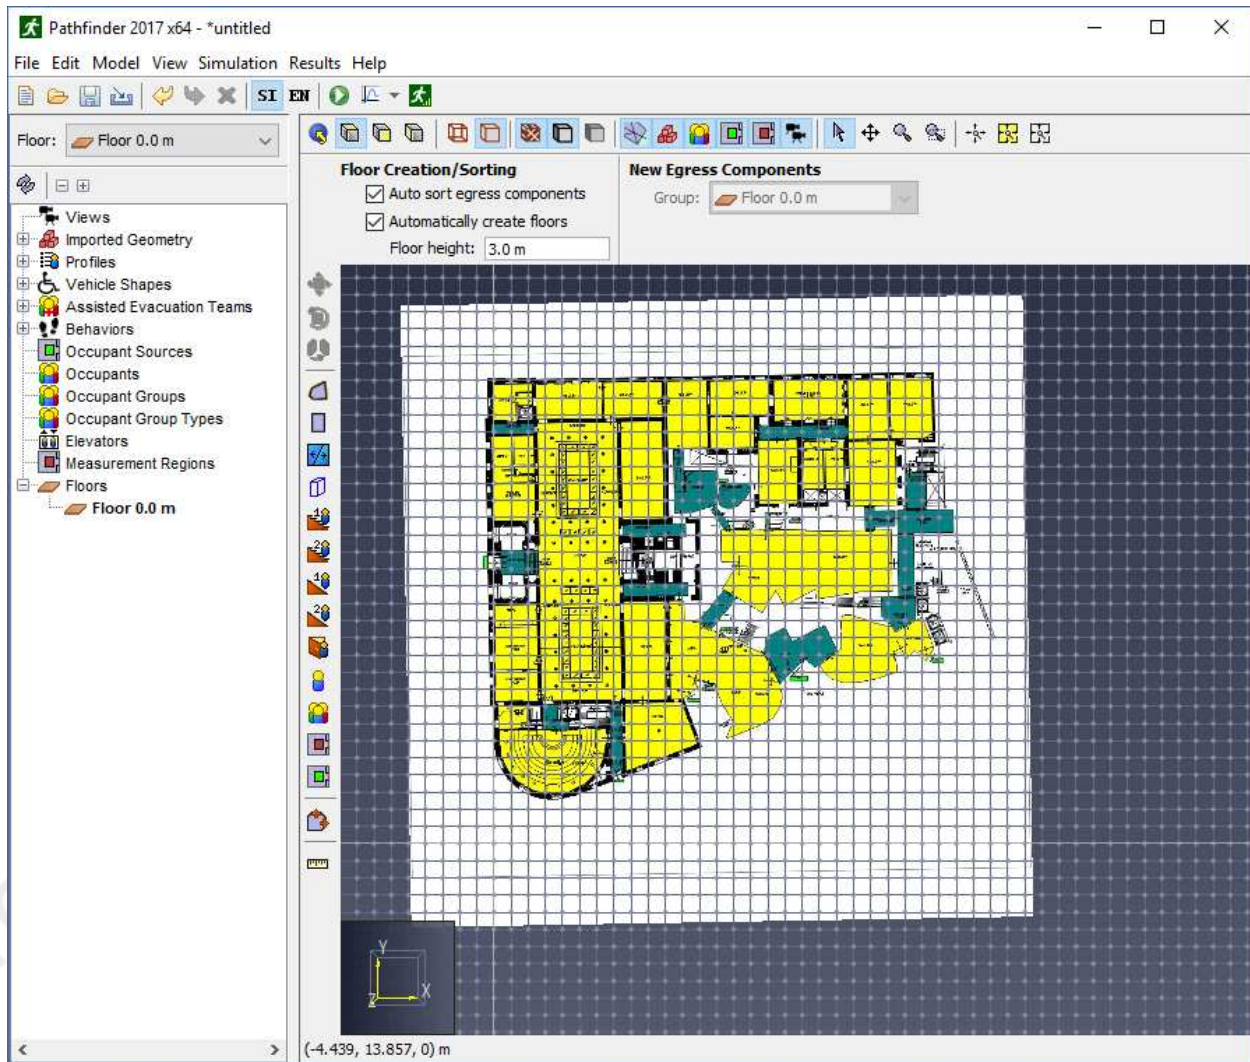 Pathfinder 2017 x64 - *untitled
File Edit Model View Simulation Results Help
SI EN
Floor: Floor 0.0 m
Floor Creation/Sorting
Auto sort egress components
Automatically create floors
Floor height: 3.0 m
New Egress Components
Group: Floor 0.0 m
Views
Imported Geometry
Profiles
Vehicle Shapes
Assisted Evacuation Teams
Behaviors
Occupant Sources
Occupants
Occupant Groups
Occupant Group Types
Elevators
Measurement Regions
Floors
Floor 0.0 m
Y
Z X
(-4.439, 13.857, 0) m